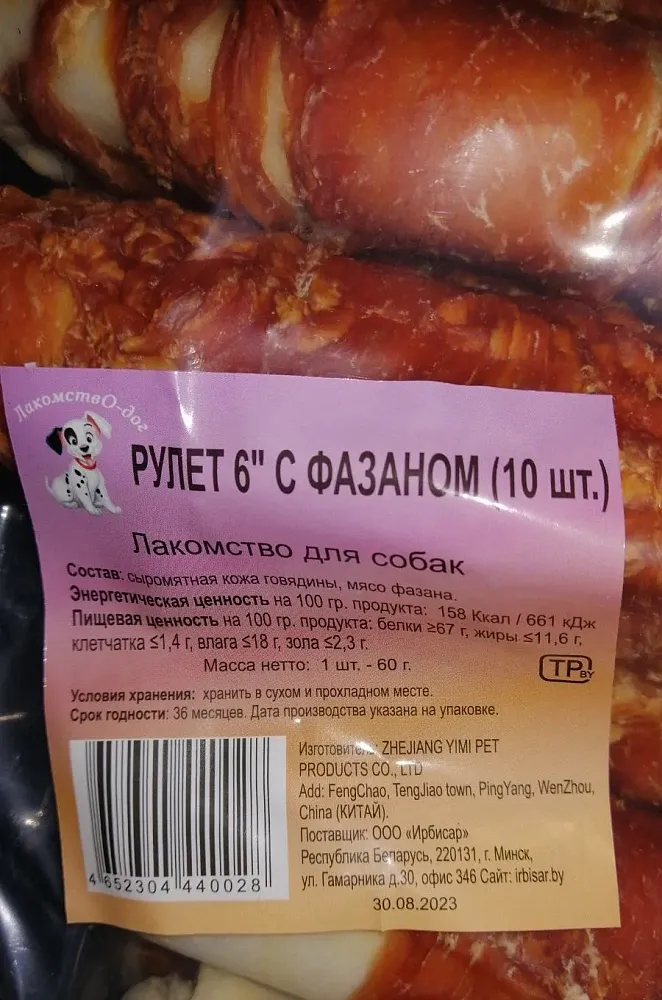 ЛакомствО-дог
РУЛЕТ 6" С ФАЗАНОМ (10 шт.)
Лакомство для собак
Состав: сыромятная кожа говядины, мясо фазана.
Энергетическая ценность на 100 гр. продукта: 158 Ккал / 661 кДж
Пищевая ценность на 100 гр. продукта: белки ≥67 г, жиры ≤11,6 г,
клетчатка ≤1,4 г, влага ≤18 г, зола ≤2,3 г.
Масса нетто: 1 шт. - 60 г.
ТР BY
Условия хранения: хранить в сухом и прохладном месте.
Срок годности: 36 месяцев. Дата производства указана на упаковке.
Изготовитель: ZHEJIANG YIMI PET
PRODUCTS CO., LTD
Add: FengChao, TengJiao town, PingYang, WenZhou,
China (КИТАЙ).
Поставщик: ООО «Ирбисар»
Республика Беларусь, 220131, г. Минск,
ул. Гамарника д.30, офис 346 Сайт: irbisar.by
30.08.2023
4 652304 440028